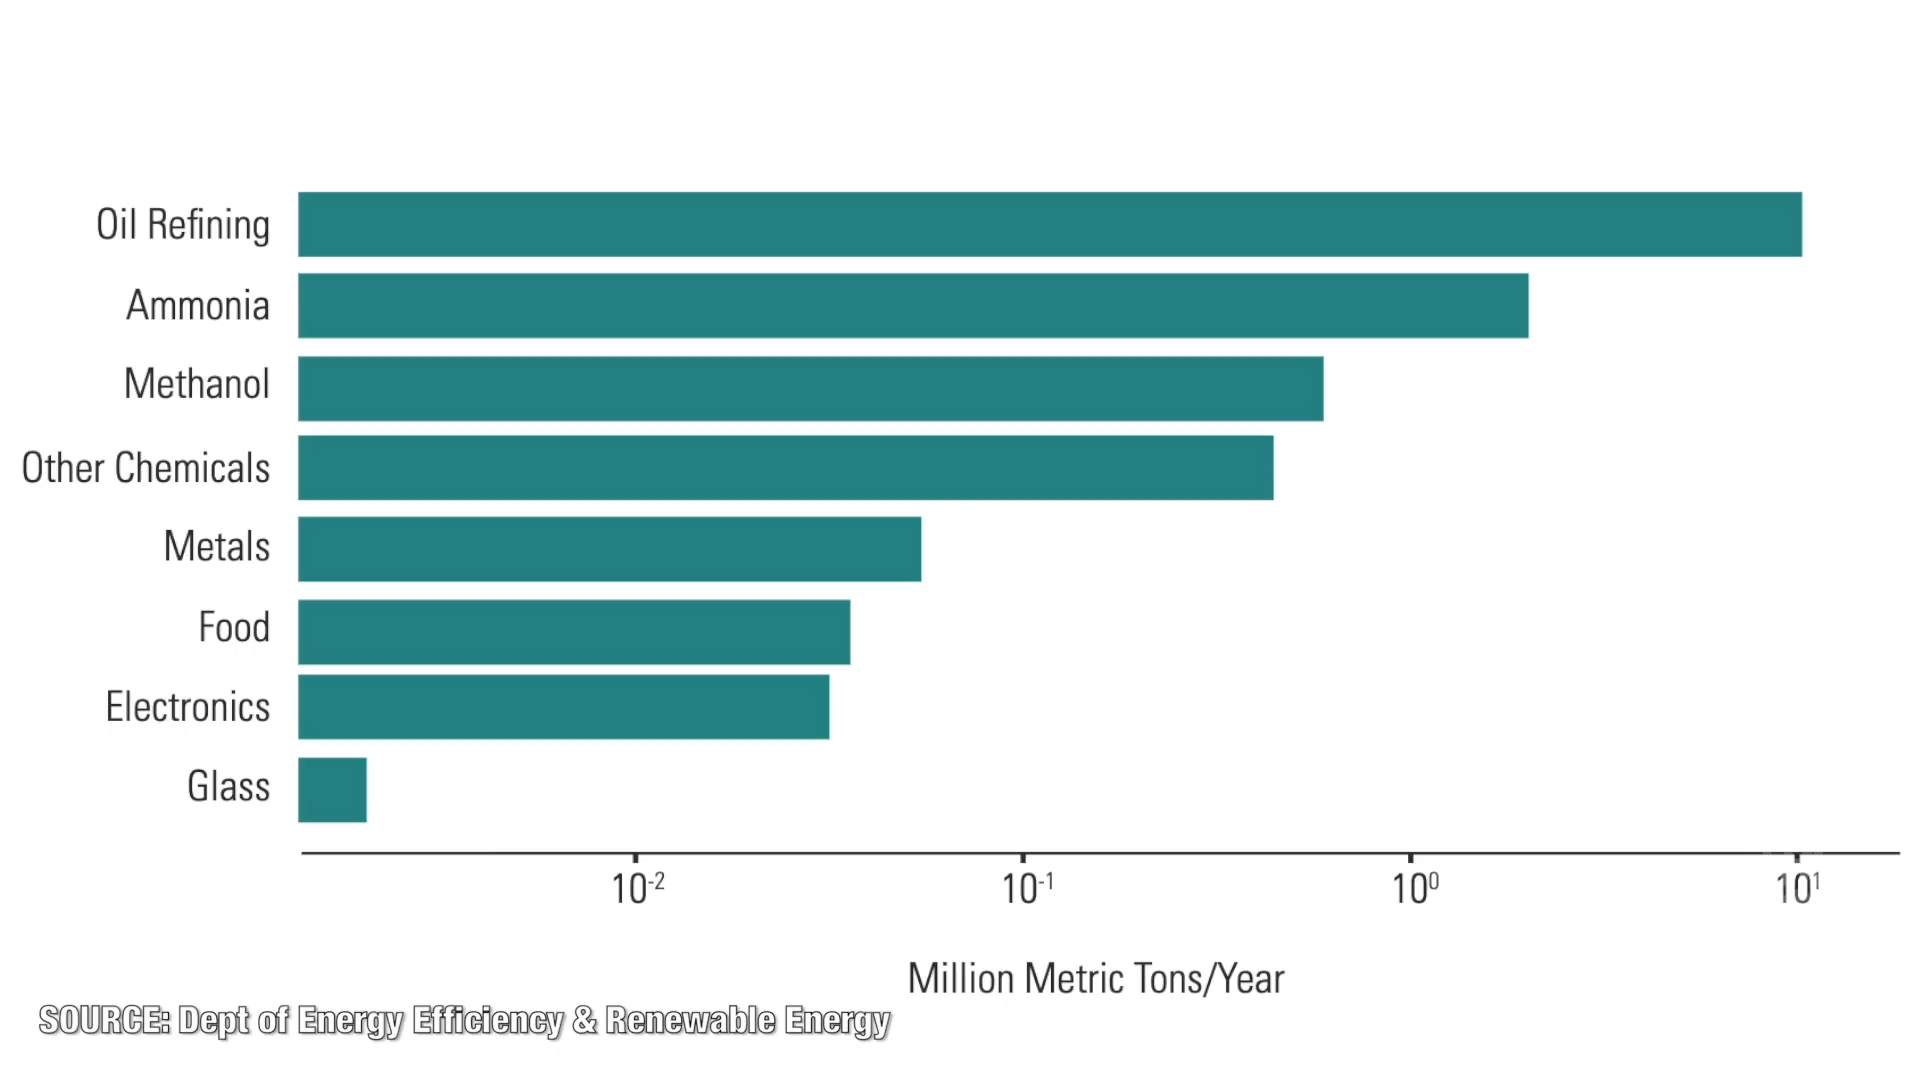 Oil Refining
Ammonia
Methanol
Other Chemicals
Metals
Food
Electronics
Glass
10⁻² 10⁻¹ 10⁰ 10¹
Million Metric Tons/Year
SOURCE: Dept of Energy Efficiency & Renewable Energy